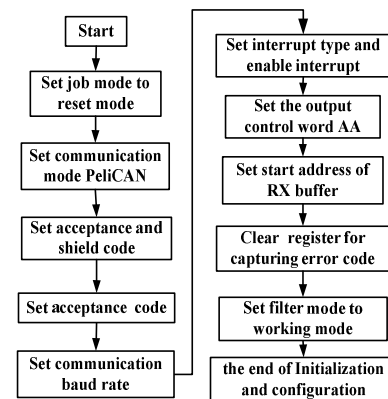 Start
Set job mode to
reset mode
Set communication
mode PeliCAN
Set acceptance and
shield code
Set acceptance code
Set communication
baud rate
Set interrupt type and
enable interrupt
Set the output
control word AA
Set start address of
RX buffer
Clear register for
capturing error code
Set filter mode to
working mode
the end of Initialization
and configuration